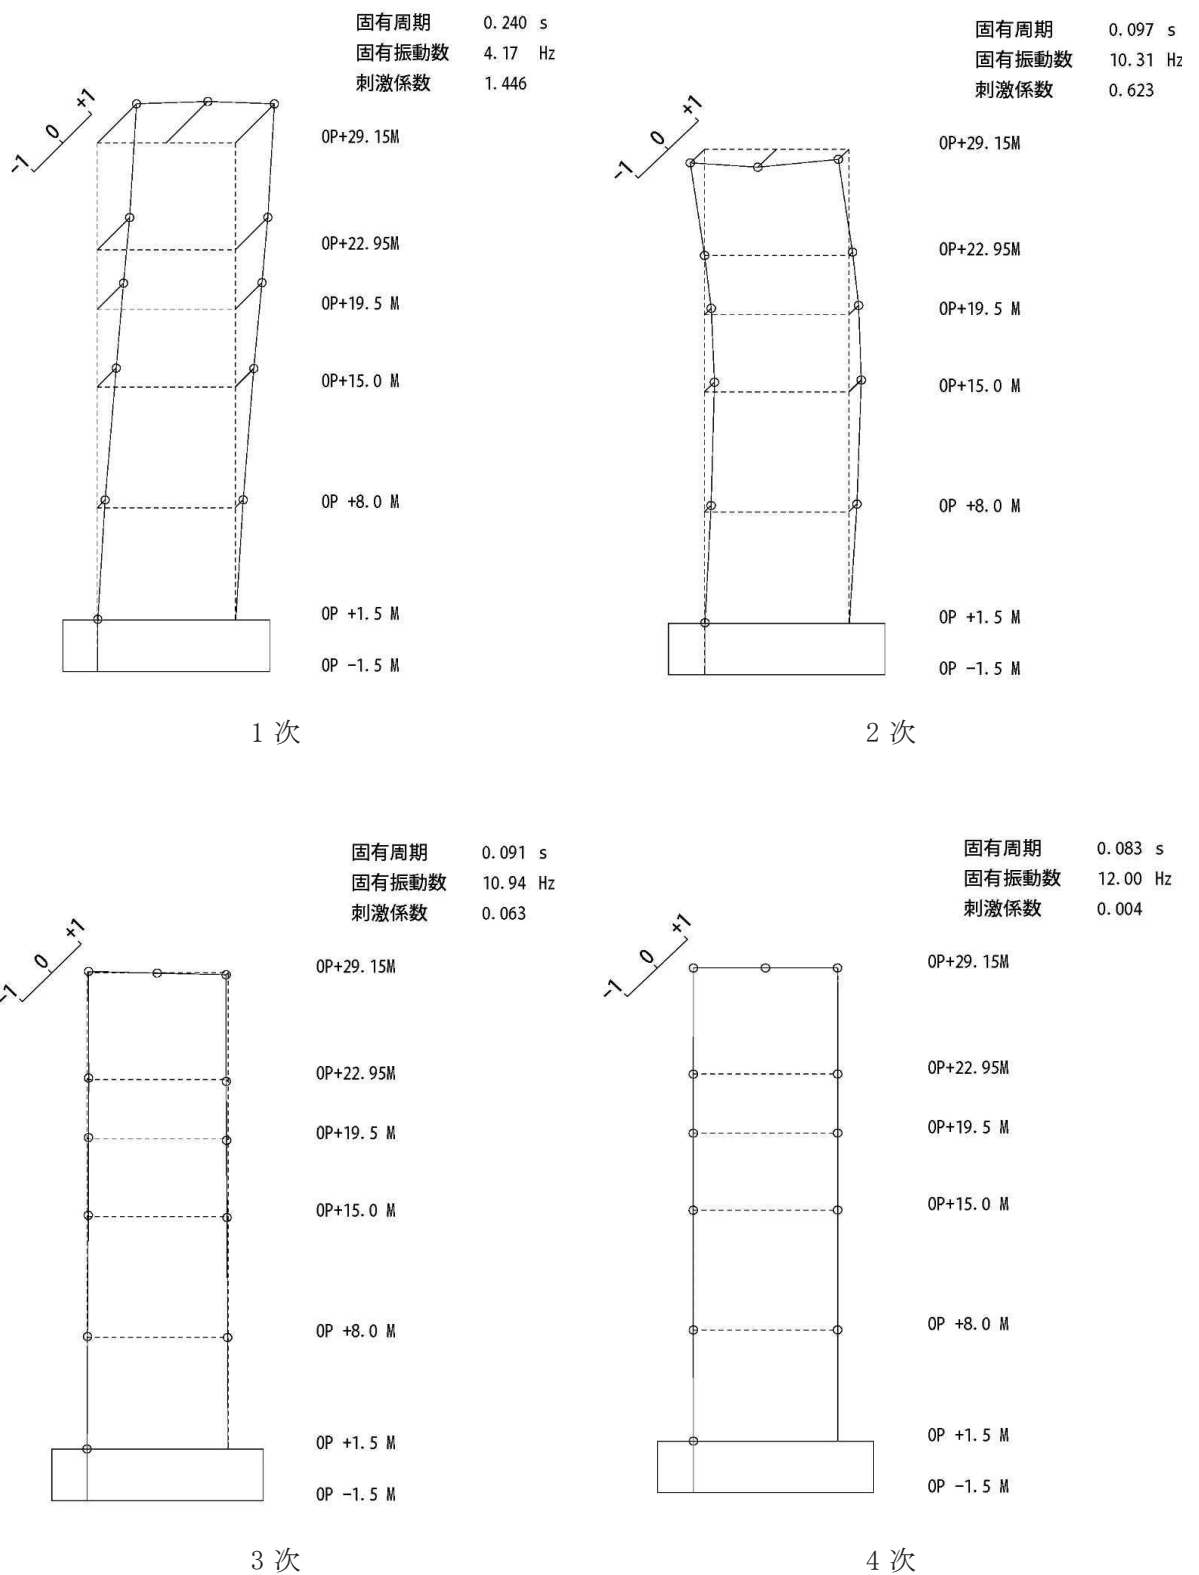 固有周期 0.240 s
固有振動数 4.17 Hz
刺激係数 1.446
-1 0 +1
OP+29.15M
OP+22.95M
OP+19.5 M
OP+15.0 M
OP +8.0 M
OP +1.5 M
OP -1.5 M
1次
固有周期 0.097 s
固有振動数 10.31 Hz
刺激係数 0.623
-1 0 +1
OP+29.15M
OP+22.95M
OP+19.5 M
OP+15.0 M
OP +8.0 M
OP +1.5 M
OP -1.5 M
2次
固有周期 0.091 s
固有振動数 10.94 Hz
刺激係数 0.063
-1 0 +1
OP+29.15M
OP+22.95M
OP+19.5 M
OP+15.0 M
OP +8.0 M
OP +1.5 M
OP -1.5 M
3次
固有周期 0.083 s
固有振動数 12.00 Hz
刺激係数 0.004
-1 0 +1
OP+29.15M
OP+22.95M
OP+19.5 M
OP+15.0 M
OP +8.0 M
OP +1.5 M
OP -1.5 M
4次